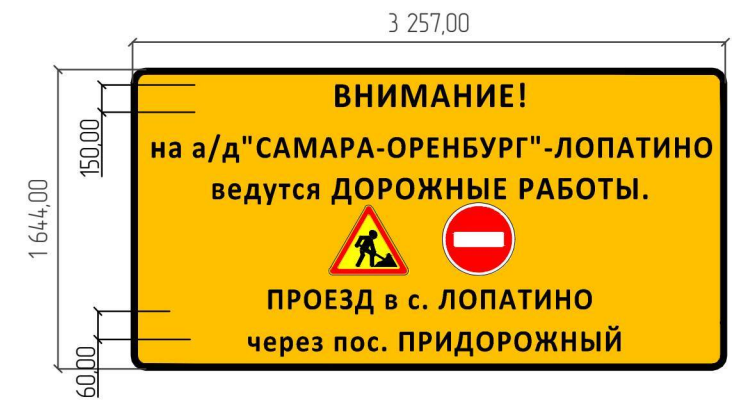 3 257,00
ВНИМАНИЕ!
150,00
на а/д"САМАРА-ОРЕНБУРГ"-ЛОПАТИНО
ведутся ДОРОЖНЫЕ РАБОТЫ.
1 644,00
ПРОЕЗД в с. ЛОПАТИНО
через пос. ПРИДОРОЖНЫЙ
60,00